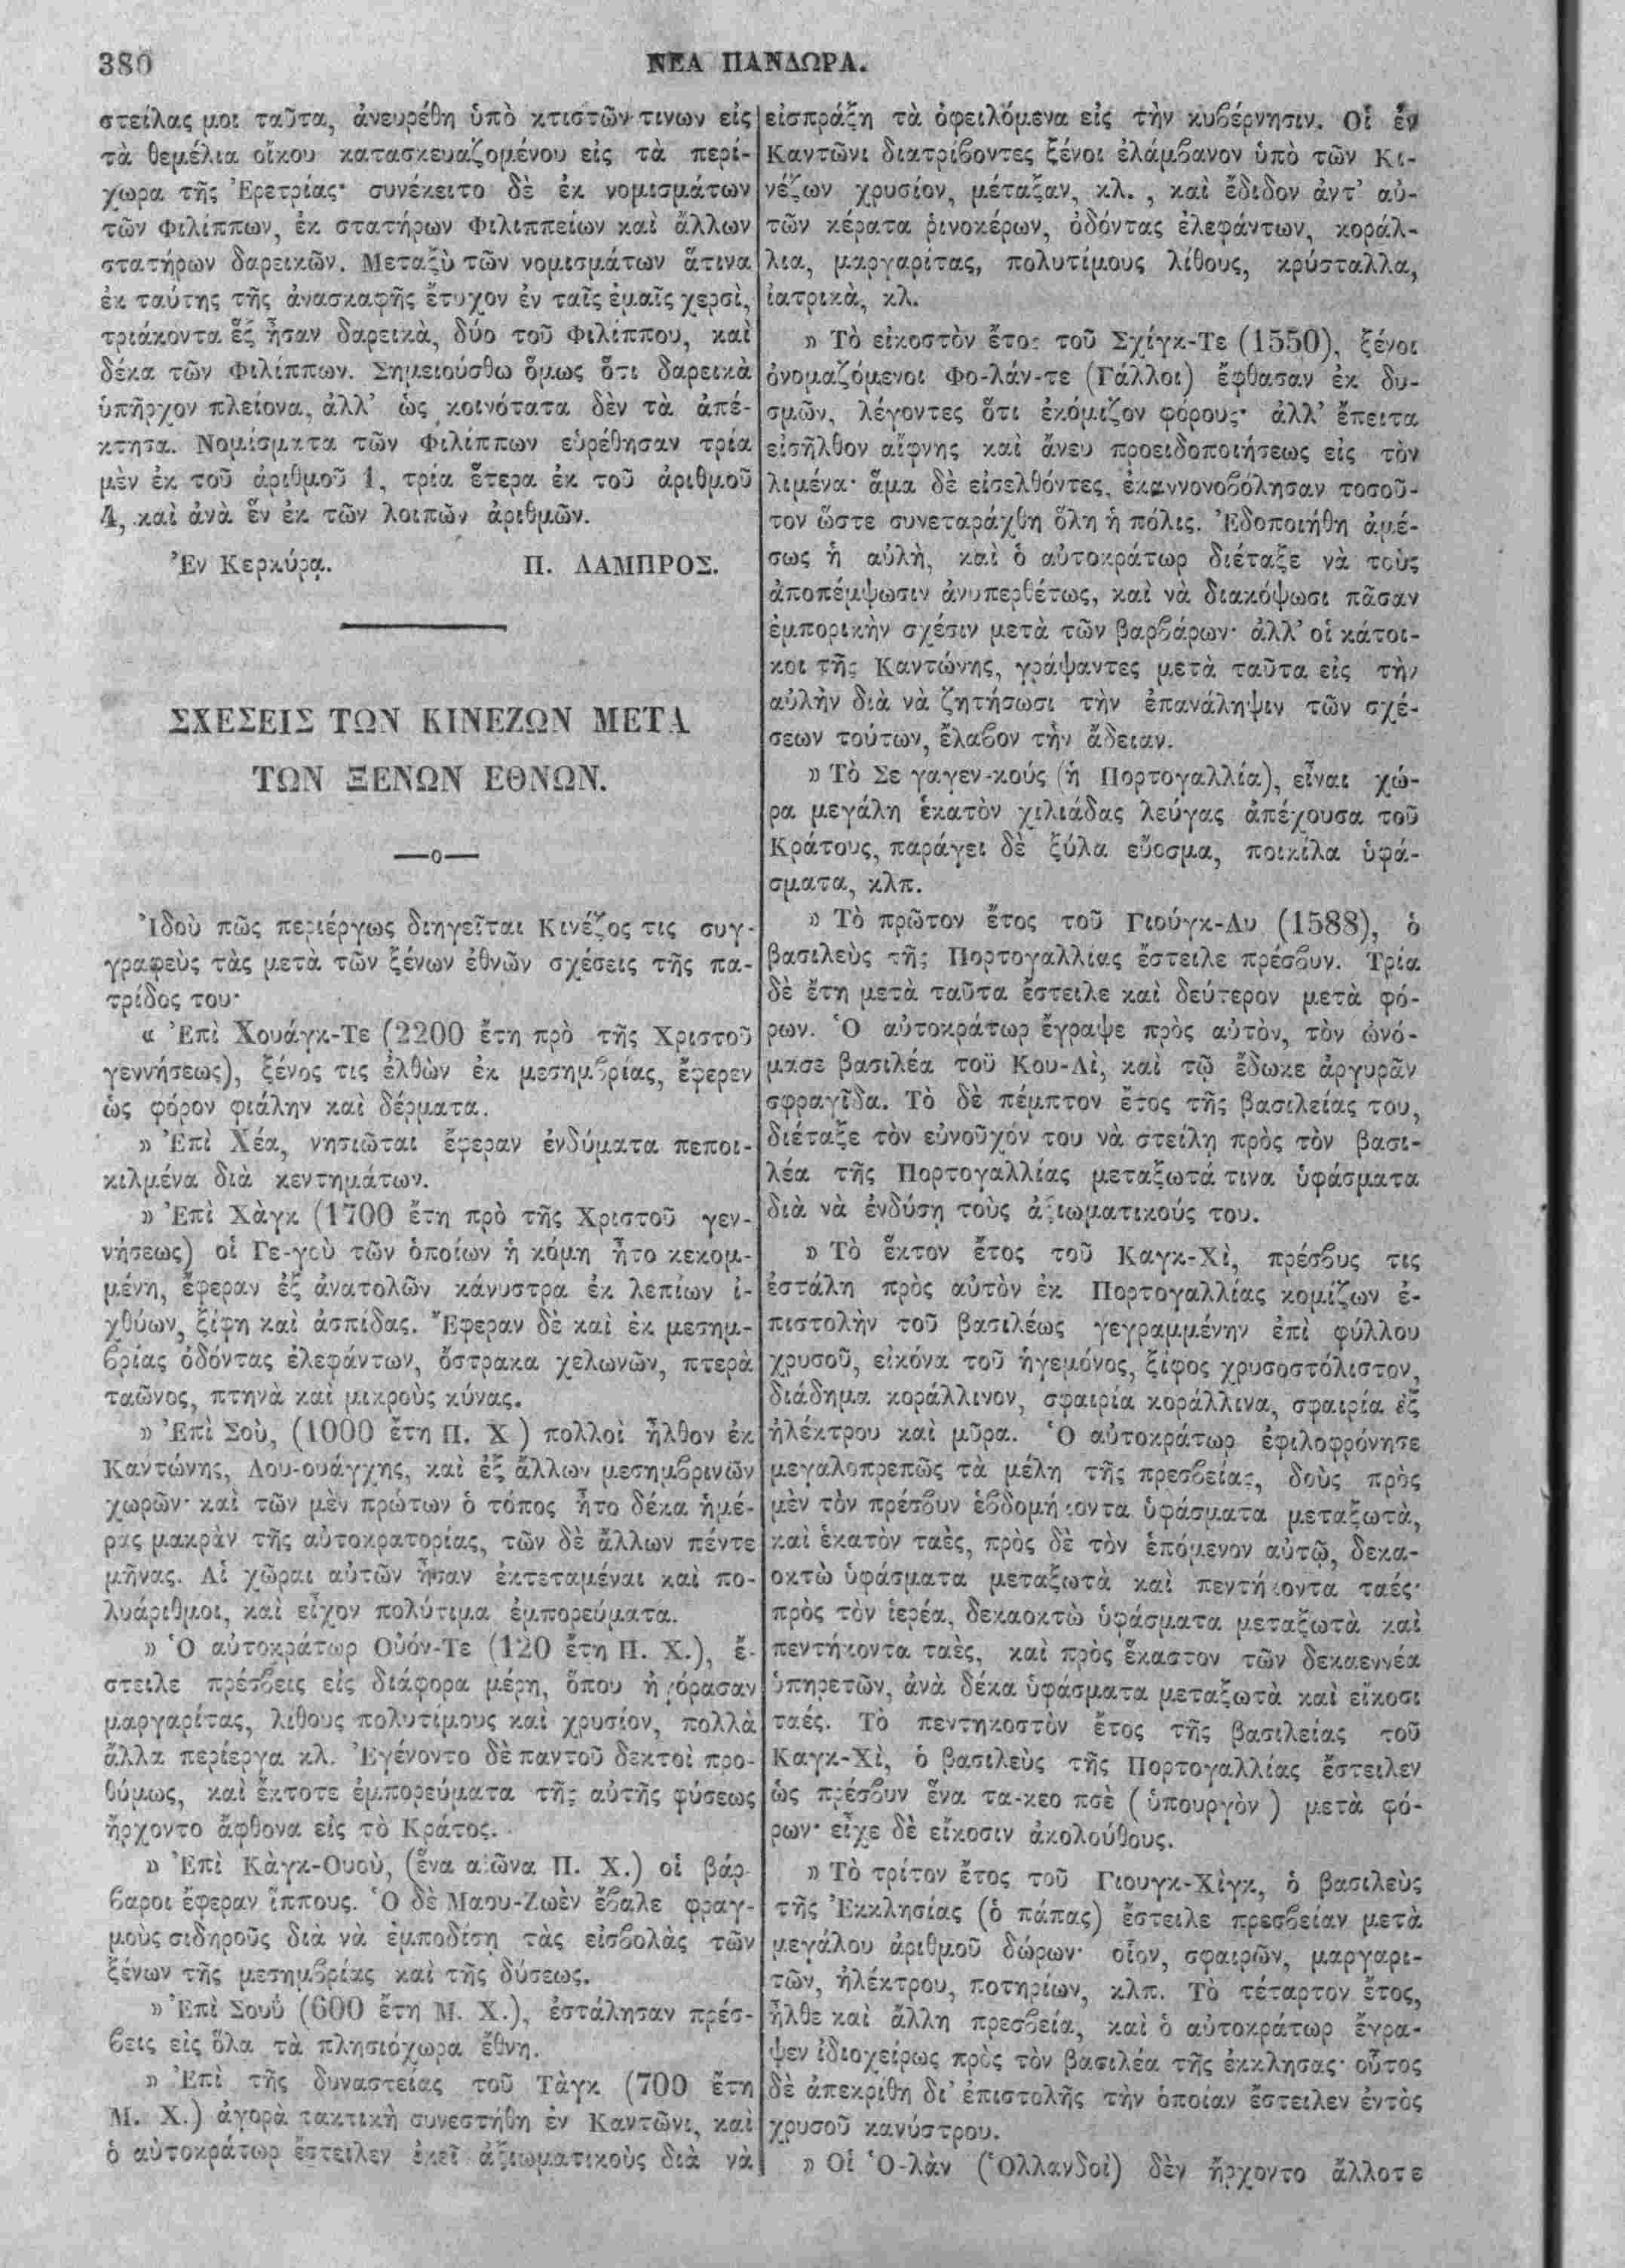 380
ΝΕΑ ΠΑΝΔΩΡΑ.
στείλας μοι ταῦτα, ἀνευρέθη ὑπὸ κτιστῶν τινων εἰς
τὰ θεμέλια οἴκου κατασκευαζομένου εἰς τὰ περί-
χωρα τῆς Ἐρετρίας· συνέκειτο δὲ ἐκ νομισμάτων
τῶν Φιλίππων, ἐκ στατήρων Φιλιππείων καὶ ἄλλων
στατήρων δαρεικῶν. Μεταξὺ τῶν νομισμάτων ἅτινα
ἐκ ταύτης τῆς ἀνασκαφῆς ἔτυχον ἐν ταῖς ἐμαῖς χερσὶ,
τριάκοντα ἓξ ἦσαν δαρεικὰ, δύο τοῦ Φιλίππου, καὶ
δέκα τῶν Φιλίππων. Σημειούσθω ὅμως ὅτι δαρεικὰ
ὑπῆρχον πλείονα, ἀλλ’ ὡς κοινότατα δὲν τὰ ἀπέ-
κτησα. Νομίσματα τῶν Φιλίππων εὑρέθησαν τρία
μὲν ἐκ τοῦ ἀριθμοῦ 1, τρία ἕτερα ἐκ τοῦ ἀριθμοῦ
4, καὶ ἀνὰ ἓν ἐκ τῶν λοιπῶν ἀριθμῶν.
Ἐν Κερκύρᾳ. Π. ΛΑΜΠΡΟΣ.
ΣΧΕΣΕΙΣ ΤΩΝ ΚΙΝΕΖΩΝ ΜΕΤΑ
ΤΩΝ ΞΕΝΩΝ ΕΘΝΩΝ.
—ο—
Ἰδοὺ πῶς περιέργως διηγεῖται Κινέζος τις συγ-
γραφεὺς τὰς μετὰ τῶν ξένων ἐθνῶν σχέσεις τῆς πα-
τρίδος του·
« Ἐπὶ Χουάγκ-Τε (2200 ἔτη πρὸ τῆς Χριστοῦ
γεννήσεως), ξένος τις ἐλθὼν ἐκ μεσημβρίας, ἔφερεν
ὡς φόρον φιάλην καὶ δέρματα.
» Ἐπὶ Χέα, νησιῶται ἔφεραν ἐνδύματα πεποι-
κιλμένα διὰ κεντημάτων.
» Ἐπὶ Χὰγκ (1700 ἔτη πρὸ τῆς Χριστοῦ γεν-
νήσεως) οἱ Γε-γοὺ τῶν ὁποίων ἡ κόμη ἦτο κεκομ-
μένη, ἔφεραν ἐξ ἀνατολῶν κάνυστρα ἐκ λεπίων ἰ-
χθύων, ξίφη καὶ ἀσπίδας. Ἔφεραν δὲ καὶ ἐκ μεσημ-
βρίας ὀδόντας ἐλεφάντων, ὄστρακα χελωνῶν, πτερὰ
ταῶνος, πτηνὰ καὶ μικροὺς κύνας.
» Ἐπὶ Σοὺ, (1000 ἔτη Π. Χ ) πολλοὶ ἦλθον ἐκ
Καντώνης, Λου-ουάγχης, καὶ ἐξ ἄλλων μεσημβρινῶν
χωρῶν· καὶ τῶν μὲν πρώτων ὁ τόπος ἦτο δέκα ἡμέ-
ρας μακρὰν τῆς αὐτοκρατορίας, τῶν δὲ ἄλλων πέντε
μῆνας. Αἱ χῶραι αὐτῶν ἦσαν ἐκτεταμέναι καὶ πο-
λυάριθμοι, καὶ εἶχον πολύτιμα ἐμπορεύματα.
» Ὁ αὐτοκράτωρ Οὐόν-Τε (120 ἔτη Π. Χ.), ἔ-
στειλε πρέσβεις εἰς διάφορα μέρη, ὅπου ἠγόρασαν
μαργαρίτας, λίθους πολυτίμους καὶ χρυσίον, πολλὰ
ἄλλα περίεργα κλ. Ἐγένοντο δὲ παντοῦ δεκτοὶ προ-
θύμως, καὶ ἔκτοτε ἐμπορεύματα τῆς αὐτῆς φύσεως
ἤρχοντο ἄφθονα εἰς τὸ Κράτος.
» Ἐπὶ Κὰγκ-Ουοὺ, (ἕνα αἰῶνα Π. Χ.) οἱ βάρ-
βαροι ἔφεραν ἵππους. Ὁ δὲ Μαου-Ζωὲν ἔβαλε φραγ-
μοὺς σιδηροῦς διὰ νὰ ἐμποδίσῃ τὰς εἰσβολὰς τῶν
ξένων τῆς μεσημβρίας καὶ τῆς δύσεως.
» Ἐπὶ Σουΰ (600 ἔτη Μ. Χ.), ἐστάλησαν πρέσ-
βεις εἰς ὅλα τὰ πλησιόχωρα ἔθνη.
» Ἐπὶ τῆς δυναστείας τοῦ Τὰγκ (700 ἔτη
Μ. Χ.) ἀγορὰ τακτικὴ συνεστήθη ἐν Καντῶνι, καὶ
ὁ αὐτοκράτωρ ἔστειλεν ἐκεῖ ἀξιωματικοὺς διὰ νὰ
εἰσπράξῃ τὰ ὀφειλόμενα εἰς τὴν κυβέρνησιν. Οἱ ἐν
Καντῶνι διατρίβοντες ξένοι ἐλάμβανον ὑπὸ τῶν Κι-
νέζων χρυσίον, μέταξαν, κλ. , καὶ ἔδιδον ἀντ’ αὐ-
τῶν κέρατα ῥινοκέρων, ὀδόντας ἐλεφάντων, κοράλ-
λια, μαργαρίτας, πολυτίμους λίθους, κρύσταλλα,
ἰατρικὰ, κλ.
» Τὸ εἰκοστὸν ἔτος τοῦ Σχίγκ-Τε (1550), ξένοι
ὀνομαζόμενοι Φο-λάν-τε (Γάλλοι) ἔφθασαν ἐκ δυ-
σμῶν, λέγοντες ὅτι ἐκόμιζον φόρους· ἀλλ’ ἔπειτα
εἰσῆλθον αἴφνης καὶ ἄνευ προειδοποιήσεως εἰς τὸν
λιμένα· ἅμα δὲ εἰσελθόντες, ἐκαννονοβόλησαν τοσοῦ-
τον ὥστε συνεταράχθη ὅλη ἡ πόλις. Ἐδοποιήθη ἀμέ-
σως ἡ αὐλὴ, καὶ ὁ αὐτοκράτωρ διέταξε νὰ τοὺς
ἀποπέμψωσιν ἀνυπερθέτως, καὶ νὰ διακόψωσι πᾶσαν
ἐμπορικὴν σχέσιν μετὰ τῶν βαρβάρων· ἀλλ’ οἱ κάτοι-
κοι τῆς Καντώνης, γράψαντες μετὰ ταῦτα εἰς τὴν
αὐλὴν διὰ νὰ ζητήσωσι τὴν ἐπανάληψιν τῶν σχέ-
σεων τούτων, ἔλαβον τὴν ἄδειαν.
» Τὸ Σε γαγεν-κούς (ἡ Πορτογαλλία), εἶναι χώ-
ρα μεγάλη ἑκατὸν χιλιάδας λεύγας ἀπέχουσα τοῦ
Κράτους, παράγει δὲ ξύλα εὔοσμα, ποικίλα ὑφά-
σματα, κλπ.
» Τὸ πρῶτον ἔτος τοῦ Γιούγκ-Λυ (1588), ὁ
βασιλεὺς τῆς Πορτογαλλίας ἔστειλε πρέσβυν. Τρία
δὲ ἔτη μετὰ ταῦτα ἔστειλε καὶ δεύτερον μετὰ φό-
ρων. Ὁ αὐτοκράτωρ ἔγραψε πρὸς αὐτὸν, τὸν ὠνό-
μασε βασιλέα τοῦ Κου-Λὶ, καὶ τῷ ἔδωκε ἀργυρᾶν
σφραγῖδα. Τὸ δὲ πέμπτον ἔτος τῆς βασιλείας του,
διέταξε τὸν εὐνοῦχόν του νὰ στείλῃ πρὸς τὸν βασι-
λέα τῆς Πορτογαλλίας μεταξωτά τινα ὑφάσματα
διὰ νὰ ἐνδύσῃ τοὺς ἀξιωματικούς του.
» Τὸ ἕκτον ἔτος τοῦ Καγκ-Χὶ, πρέσβυς τις
ἐστάλη πρὸς αὐτὸν ἐκ Πορτογαλλίας κομίζων ἐ-
πιστολὴν τοῦ βασιλέως γεγραμμένην ἐπὶ φύλλου
χρυσοῦ, εἰκόνα τοῦ ἡγεμόνος, ξίφος χρυσοστόλιστον,
διάδημα κοράλλινον, σφαιρία κοράλλινα, σφαιρία ἐξ
ἠλέκτρου καὶ μῦρα. Ὁ αὐτοκράτωρ ἐφιλοφρόνησε
μεγαλοπρεπῶς τὰ μέλη τῆς πρεσβείας, δοὺς πρὸς
μὲν τὸν πρέσβυν ἑβδομήκοντα ὑφάσματα μεταξωτὰ,
καὶ ἑκατὸν ταὲς, πρὸς δὲ τὸν ἑπόμενον αὐτῷ, δεκα-
οκτὼ ὑφάσματα μεταξωτὰ καὶ πεντήκοντα ταές·
πρὸς τὸν ἱερέα, δεκαοκτὼ ὑφάσματα μεταξωτὰ καὶ
πεντήκοντα ταὲς, καὶ πρὸς ἕκαστον τῶν δεκαεννέα
ὑπηρετῶν, ἀνὰ δέκα ὑφάσματα μεταξωτὰ καὶ εἴκοσι
ταές. Τὸ πεντηκοστὸν ἔτος τῆς βασιλείας τοῦ
Καγκ-Χὶ, ὁ βασιλεὺς τῆς Πορτογαλλίας ἔστειλεν
ὡς πρέσβυν ἕνα τα-κεο πσὲ ( ὑπουργὸν ) μετὰ φό-
ρων· εἶχε δὲ εἴκοσιν ἀκολούθους.
» Τὸ τρίτον ἔτος τοῦ Γιουγκ-Χὶγκ, ὁ βασιλεὺς
τῆς Ἐκκλησίας (ὁ πάπας) ἔστειλε πρεσβείαν μετὰ
μεγάλου ἀριθμοῦ δώρων· οἷον, σφαιρῶν, μαργαρι-
τῶν, ἠλέκτρου, ποτηρίων, κλπ. Τὸ τέταρτον ἔτος,
ἦλθε καὶ ἄλλη πρεσβεία, καὶ ὁ αὐτοκράτωρ ἔγρα-
ψεν ἰδιοχείρως πρὸς τὸν βασιλέα τῆς ἐκκλησας· οὗτος
δὲ ἀπεκρίθη δι’ ἐπιστολῆς τὴν ὁποίαν ἔστειλεν ἐντὸς
χρυσοῦ κανύστρου.
» Οἱ Ὁ-λὰν (Ὁλλανδοὶ) δὲν ἤρχοντο ἄλλοτε